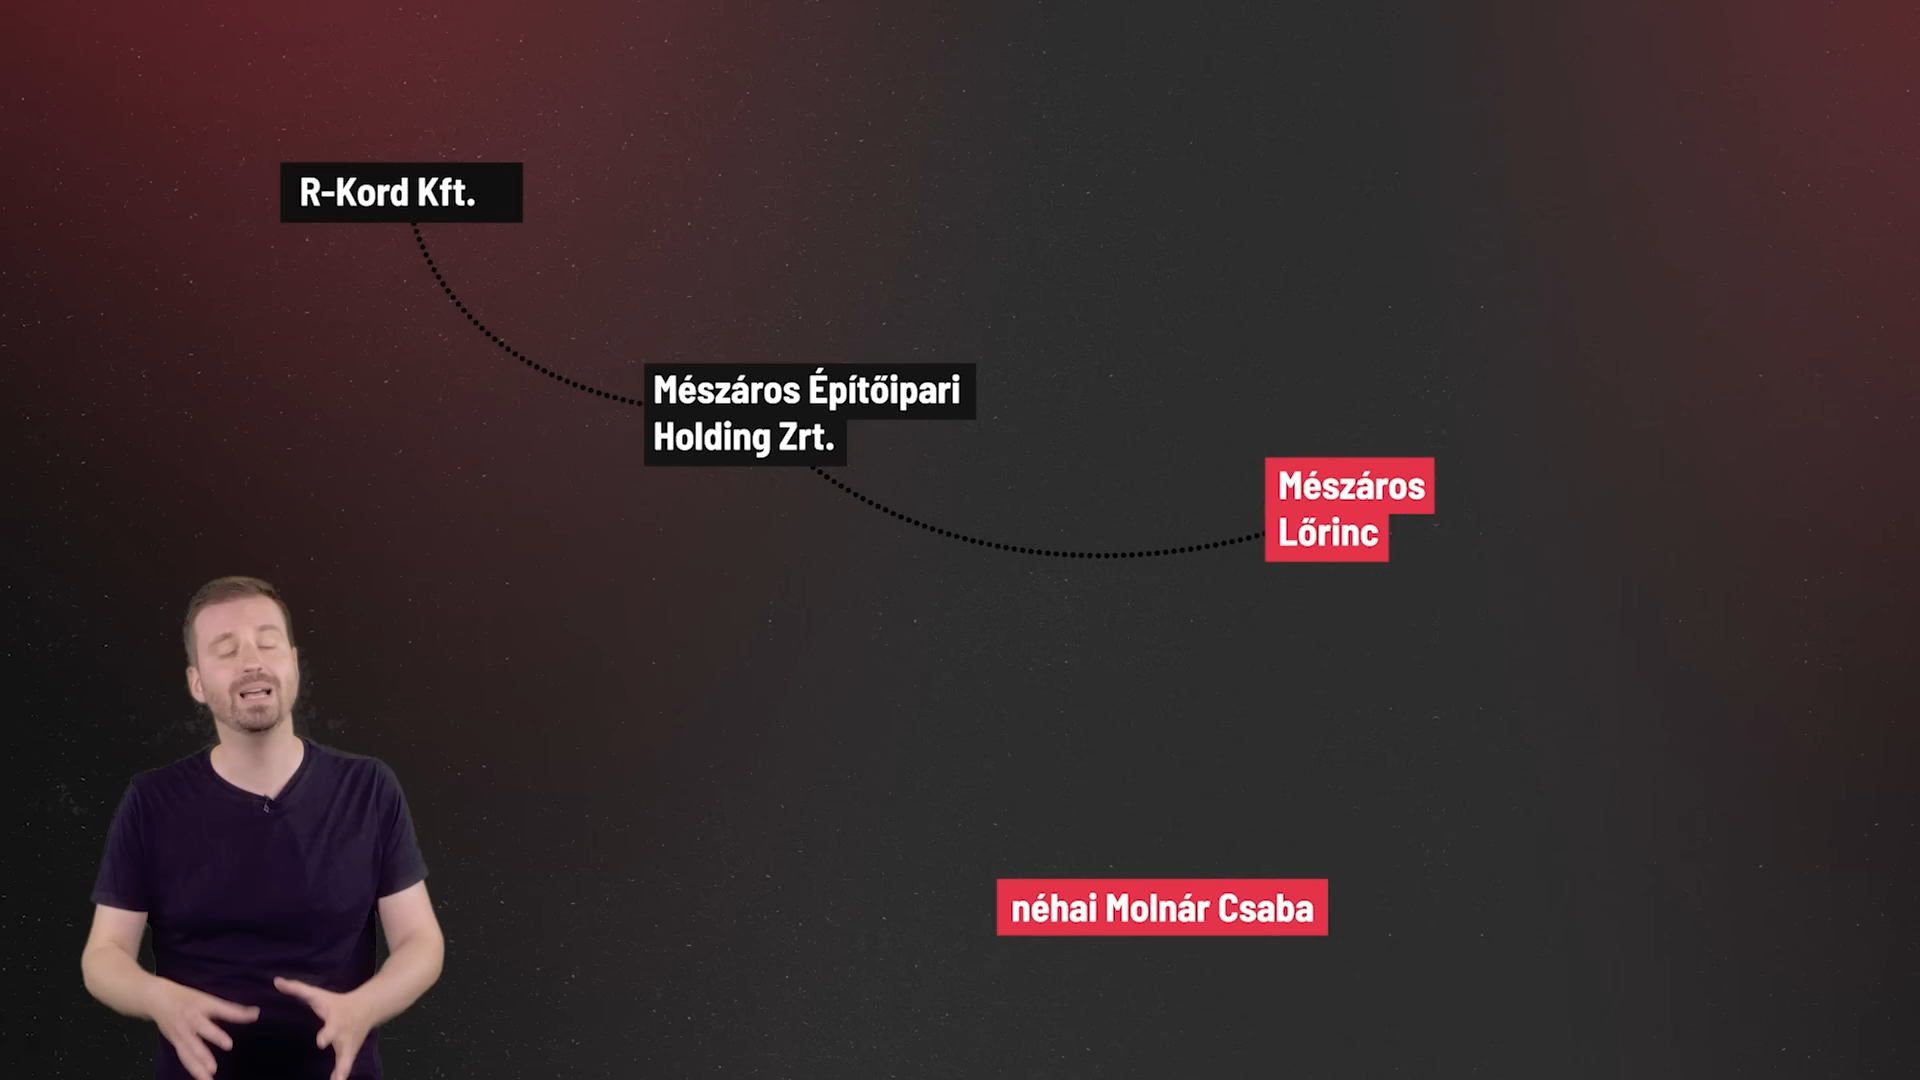 R-Kord Kft.
Mészáros Építőipari
Holding Zrt.
Mészáros
Lőrinc
néhai Molnár Csaba